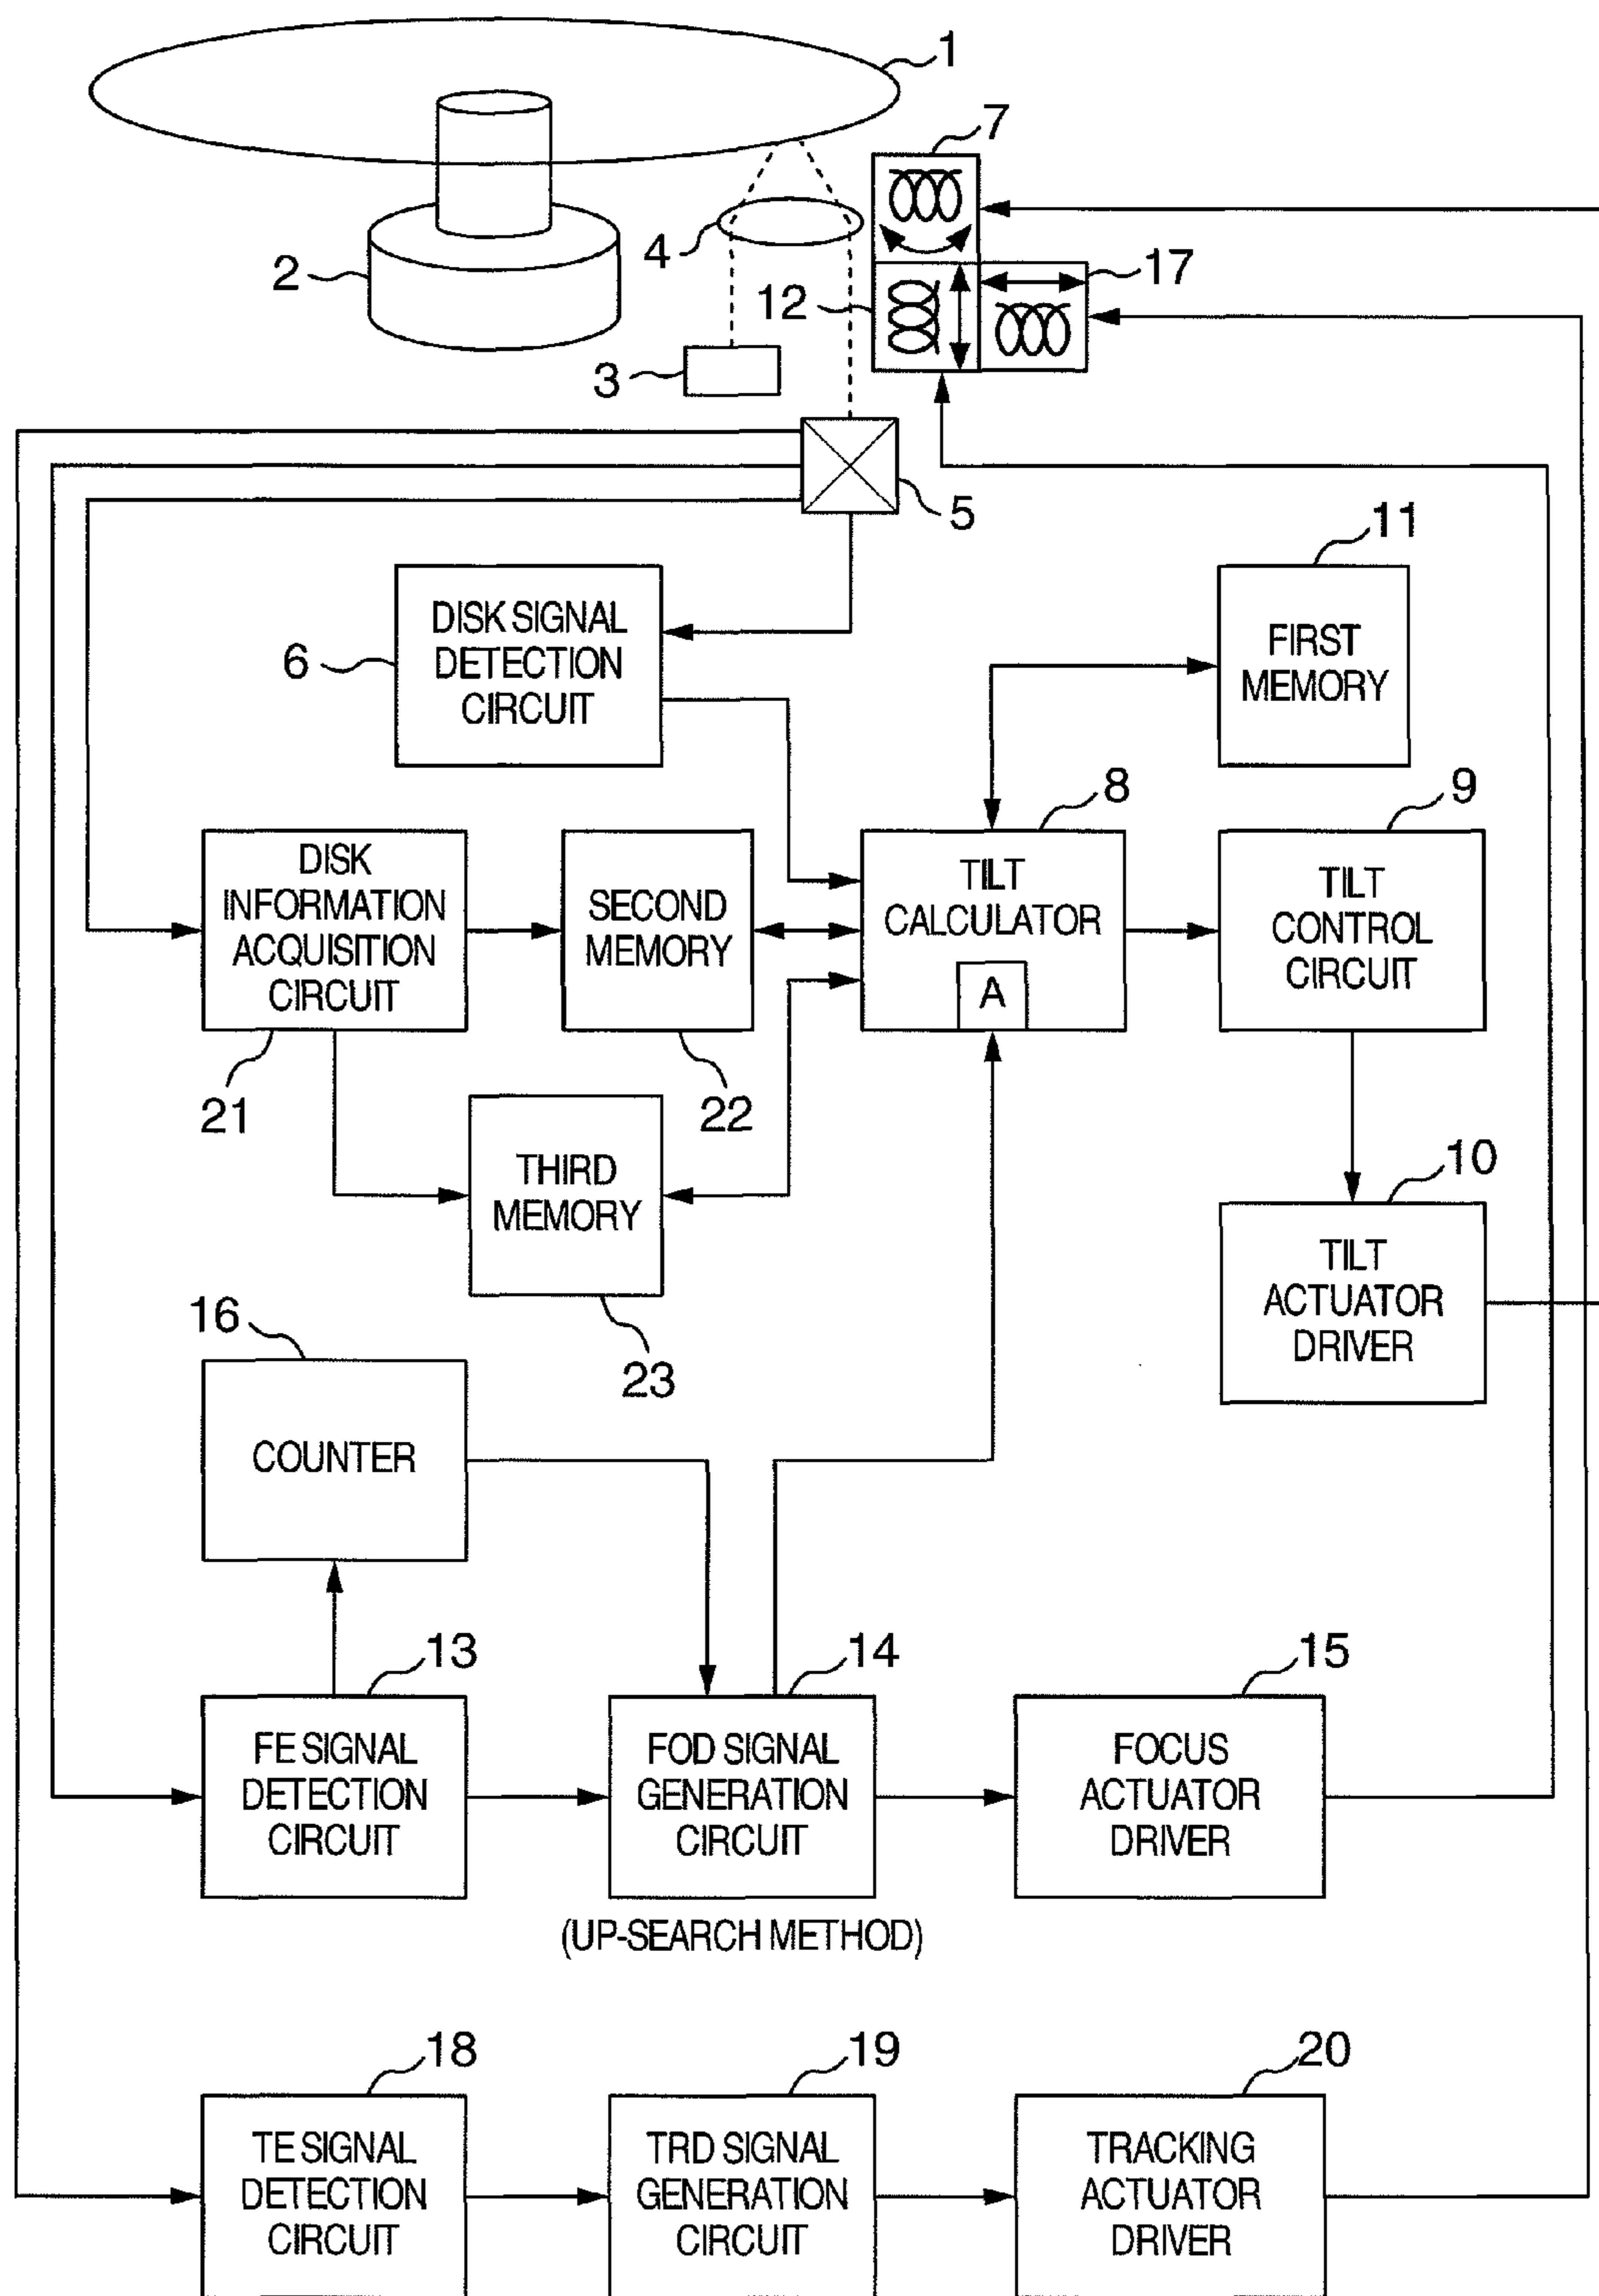 1
7
4
2
17
12
3
5
11
DISK SIGNAL
DETECTION
CIRCUIT
6
FIRST
MEMORY
8
9
DISK
INFORMATION
ACQUISITION
CIRCUIT
SECOND
MEMORY
TILT
CALCULATOR
A
TILT
CONTROL
CIRCUIT
21
22
THIRD
MEMORY
10
TILT
ACTUATOR
DRIVER
16
23
COUNTER
13
14
15
FE SIGNAL
DETECTION
CIRCUIT
FOD SIGNAL
GENERATION
CIRCUIT
FOCUS
ACTUATOR
DRIVER
(UP-SEARCH METHOD)
18
19
20
TE SIGNAL
DETECTION
CIRCUIT
TRD SIGNAL
GENERATION
CIRCUIT
TRACKING
ACTUATOR
DRIVER